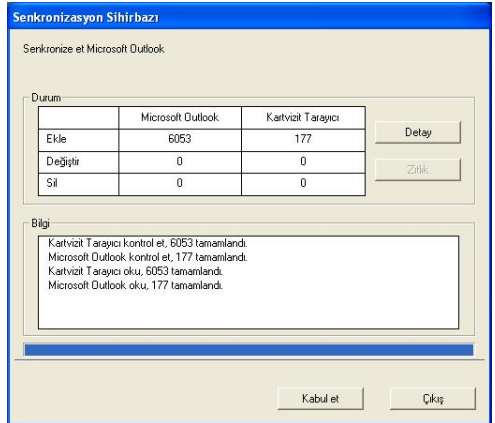 Senkronizasyon Sihirbazı
Senkronize et Microsoft Outlook
Durum
Microsoft Outlook Kartvizit Tarayıcı
Ekle 6053 177
Detay
Değiştir 0 0
Zıtlık
Sil 0 0
Bilgi
Kartvizit Tarayıcı kontrol et, 6053 tamamlandı.
Microsoft Outlook kontrol et, 177 tamamlandı.
Kartvizit Tarayıcı oku, 6053 tamamlandı.
Microsoft Outlook oku, 177 tamamlandı.
Kabul et Çıkış